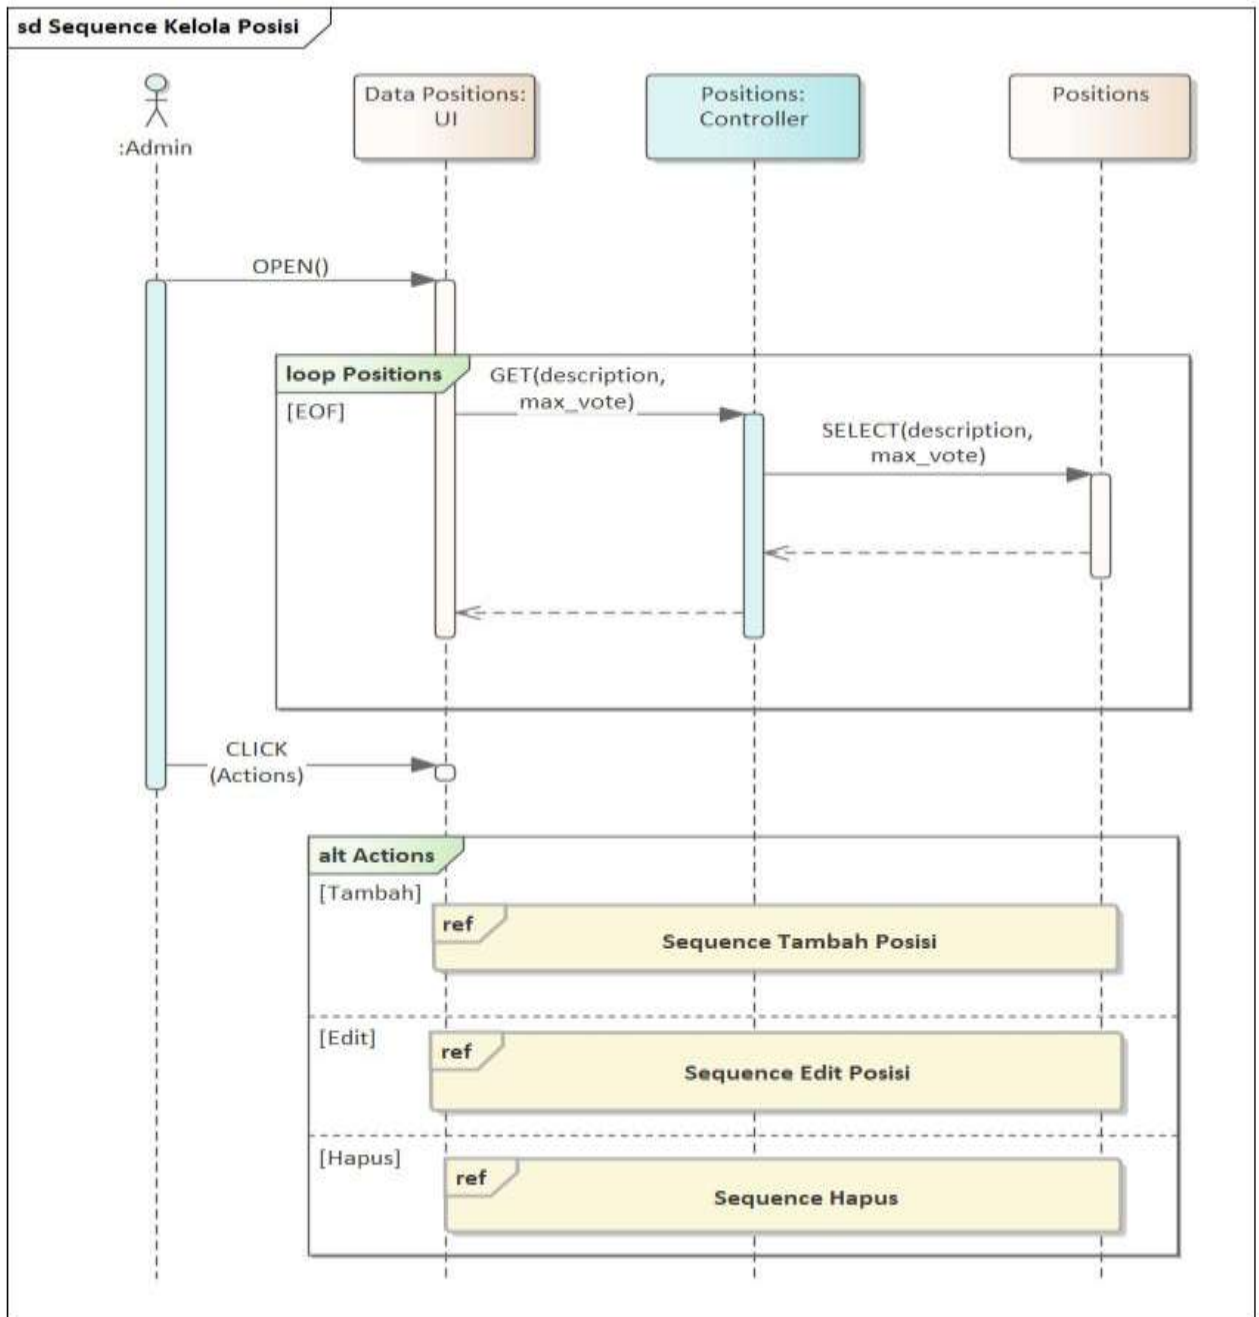 sd Sequence Kelola Posisi
:Admin
Data Positions:
UI
Positions:
Controller
Positions
OPEN()
loop Positions
[EOF]
GET(description,
max_vote)
SELECT(description,
max_vote)
CLICK
(Actions)
alt Actions
[Tambah]
ref
Sequence Tambah Posisi
[Edit]
ref
Sequence Edit Posisi
[Hapus]
ref
Sequence Hapus